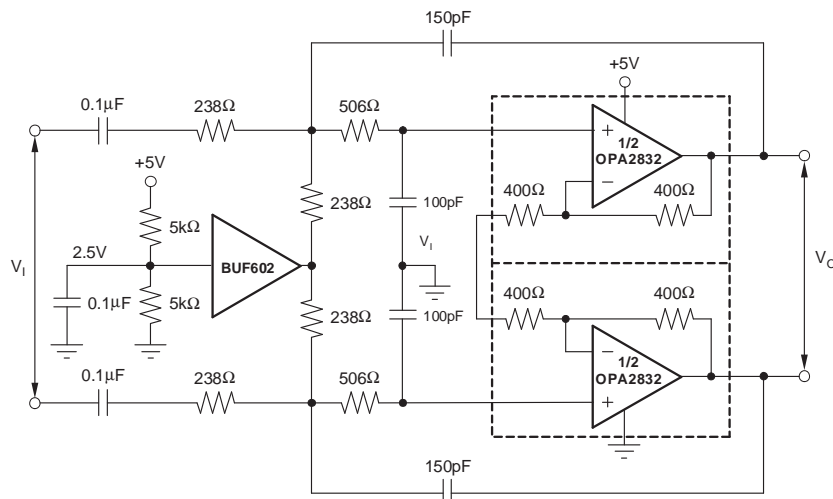 150pF
+5V
0.1µF
238Ω
506Ω
+
1/2
OPA2832
−
+5V
238Ω
100pF
400Ω
400Ω
5kΩ
2.5V
BUF602
V_I
V_I
V_O
0.1µF
5kΩ
238Ω
100pF
400Ω
400Ω
−
1/2
OPA2832
+
0.1µF
238Ω
506Ω
150pF